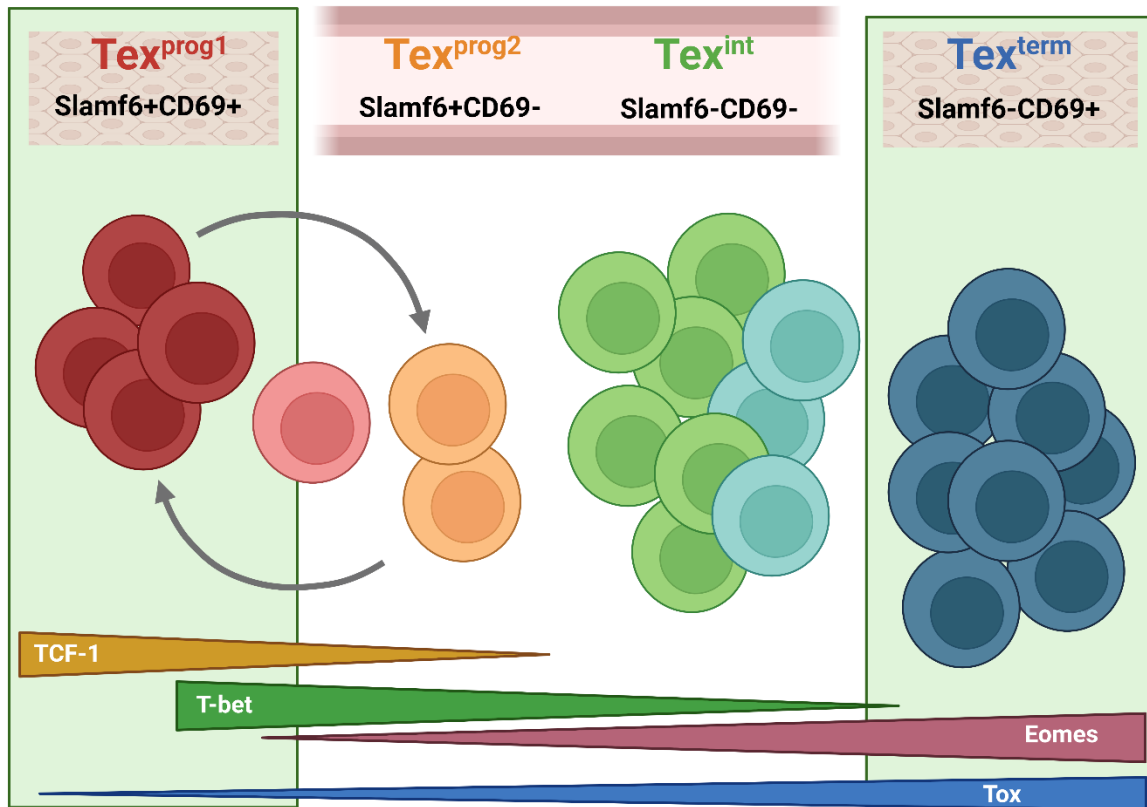 Tex^prog1
Slamf6+CD69+
Tex^prog2
Slamf6+CD69-
Tex^int
Slamf6-CD69-
Tex^term
Slamf6-CD69+
TCF-1
T-bet
Eomes
Tox